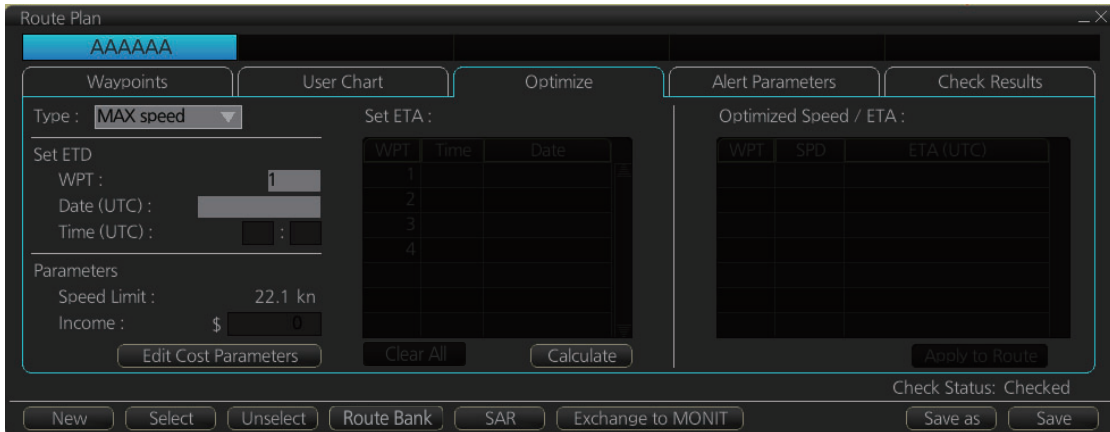 Route Plan
AAAAAA
Waypoints User Chart Optimize Alert Parameters Check Results
Type : MAX speed Set ETA : Optimized Speed / ETA :
Set ETD WPT Time Date WPT SPD ETA (UTC)
WPT : 1 1
Date (UTC) : 2
Time (UTC) : : 3
4
Parameters
Speed Limit : 22.1 kn
Income : $ 0
Edit Cost Parameters Clear All Calculate Apply to Route
Check Status: Checked
New Select Unselect Route Bank SAR Exchange to MONIT Save as Save